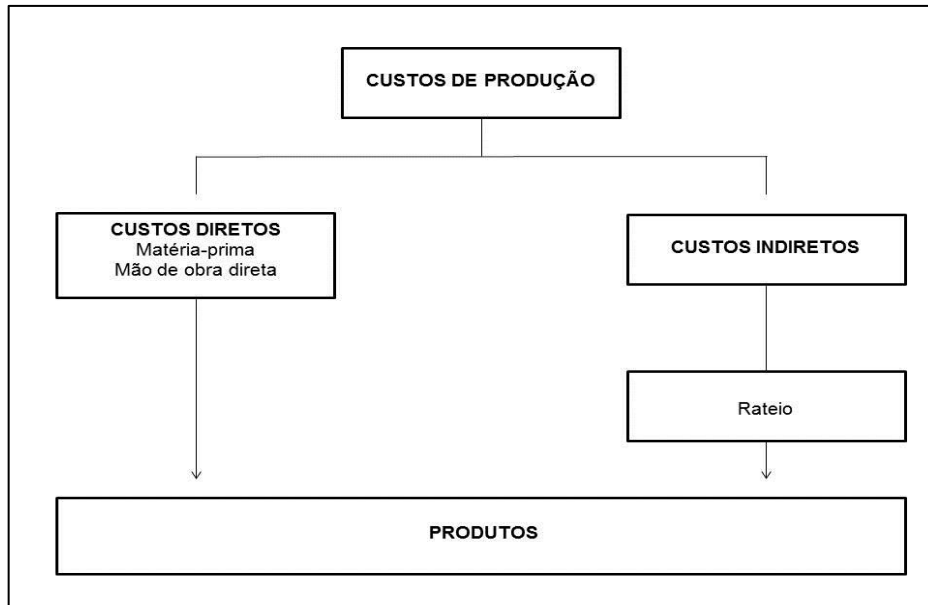 CUSTOS DE PRODUÇÃO
CUSTOS DIRETOS
Matéria-prima
Mão de obra direta
CUSTOS INDIRETOS
Rateio
PRODUTOS